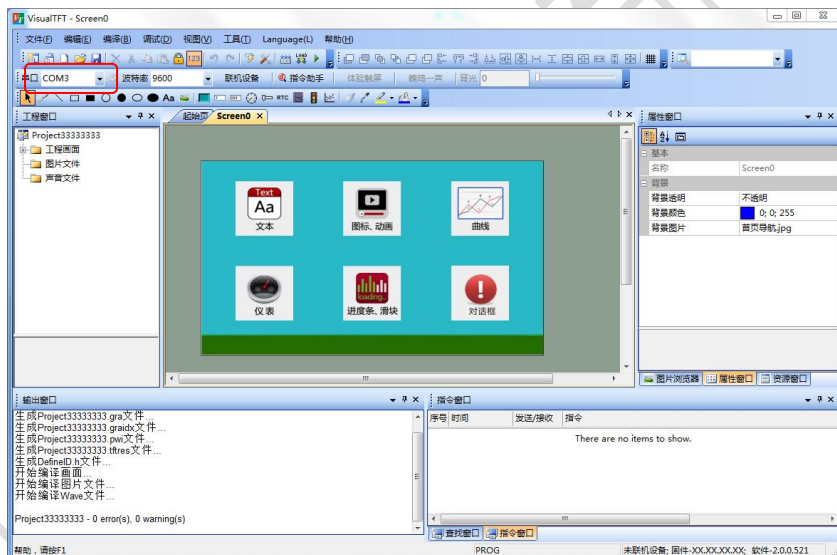 VisualTFT - Screen0
文件(F) 编辑(E) 编译(B) 调试(D) 视图(V) 工具(T) Language(L) 帮助(H)
123
串口 COM3 波特率 9600 联机设备 指令助手 体验触屏 蜂鸣一声 背光 0
Aa RTC
工程窗口
起始页 Screen0
属性窗口
Project33333333
工程画面
图片文件
声音文件
Text
Aa
文本
图标、动画
曲线
仪表
loading...
进度条、滑块
对话框
基本
名称 Screen0
背景
背景透明 不透明
背景颜色 0; 0; 255
背景图片 首页导航.jpg
图片浏览器 属性窗口 资源窗口
输出窗口
生成Project33333333.gra文件...
生成Project33333333.graidx文件...
生成Project33333333.pwi文件...
生成Project33333333.tftres文件...
生成DefineID.h文件...
开始编译画面...
开始编译图片文件...
开始编译Wave文件...
Project33333333 - 0 error(s), 0 warning(s)
指令窗口
序号 时间 发送/接收 指令
There are no items to show.
查找窗口 指令窗口
帮助，请按F1 PROG 未联机设备; 固件-XX.XX.XX.XX; 软件-2.0.0.521